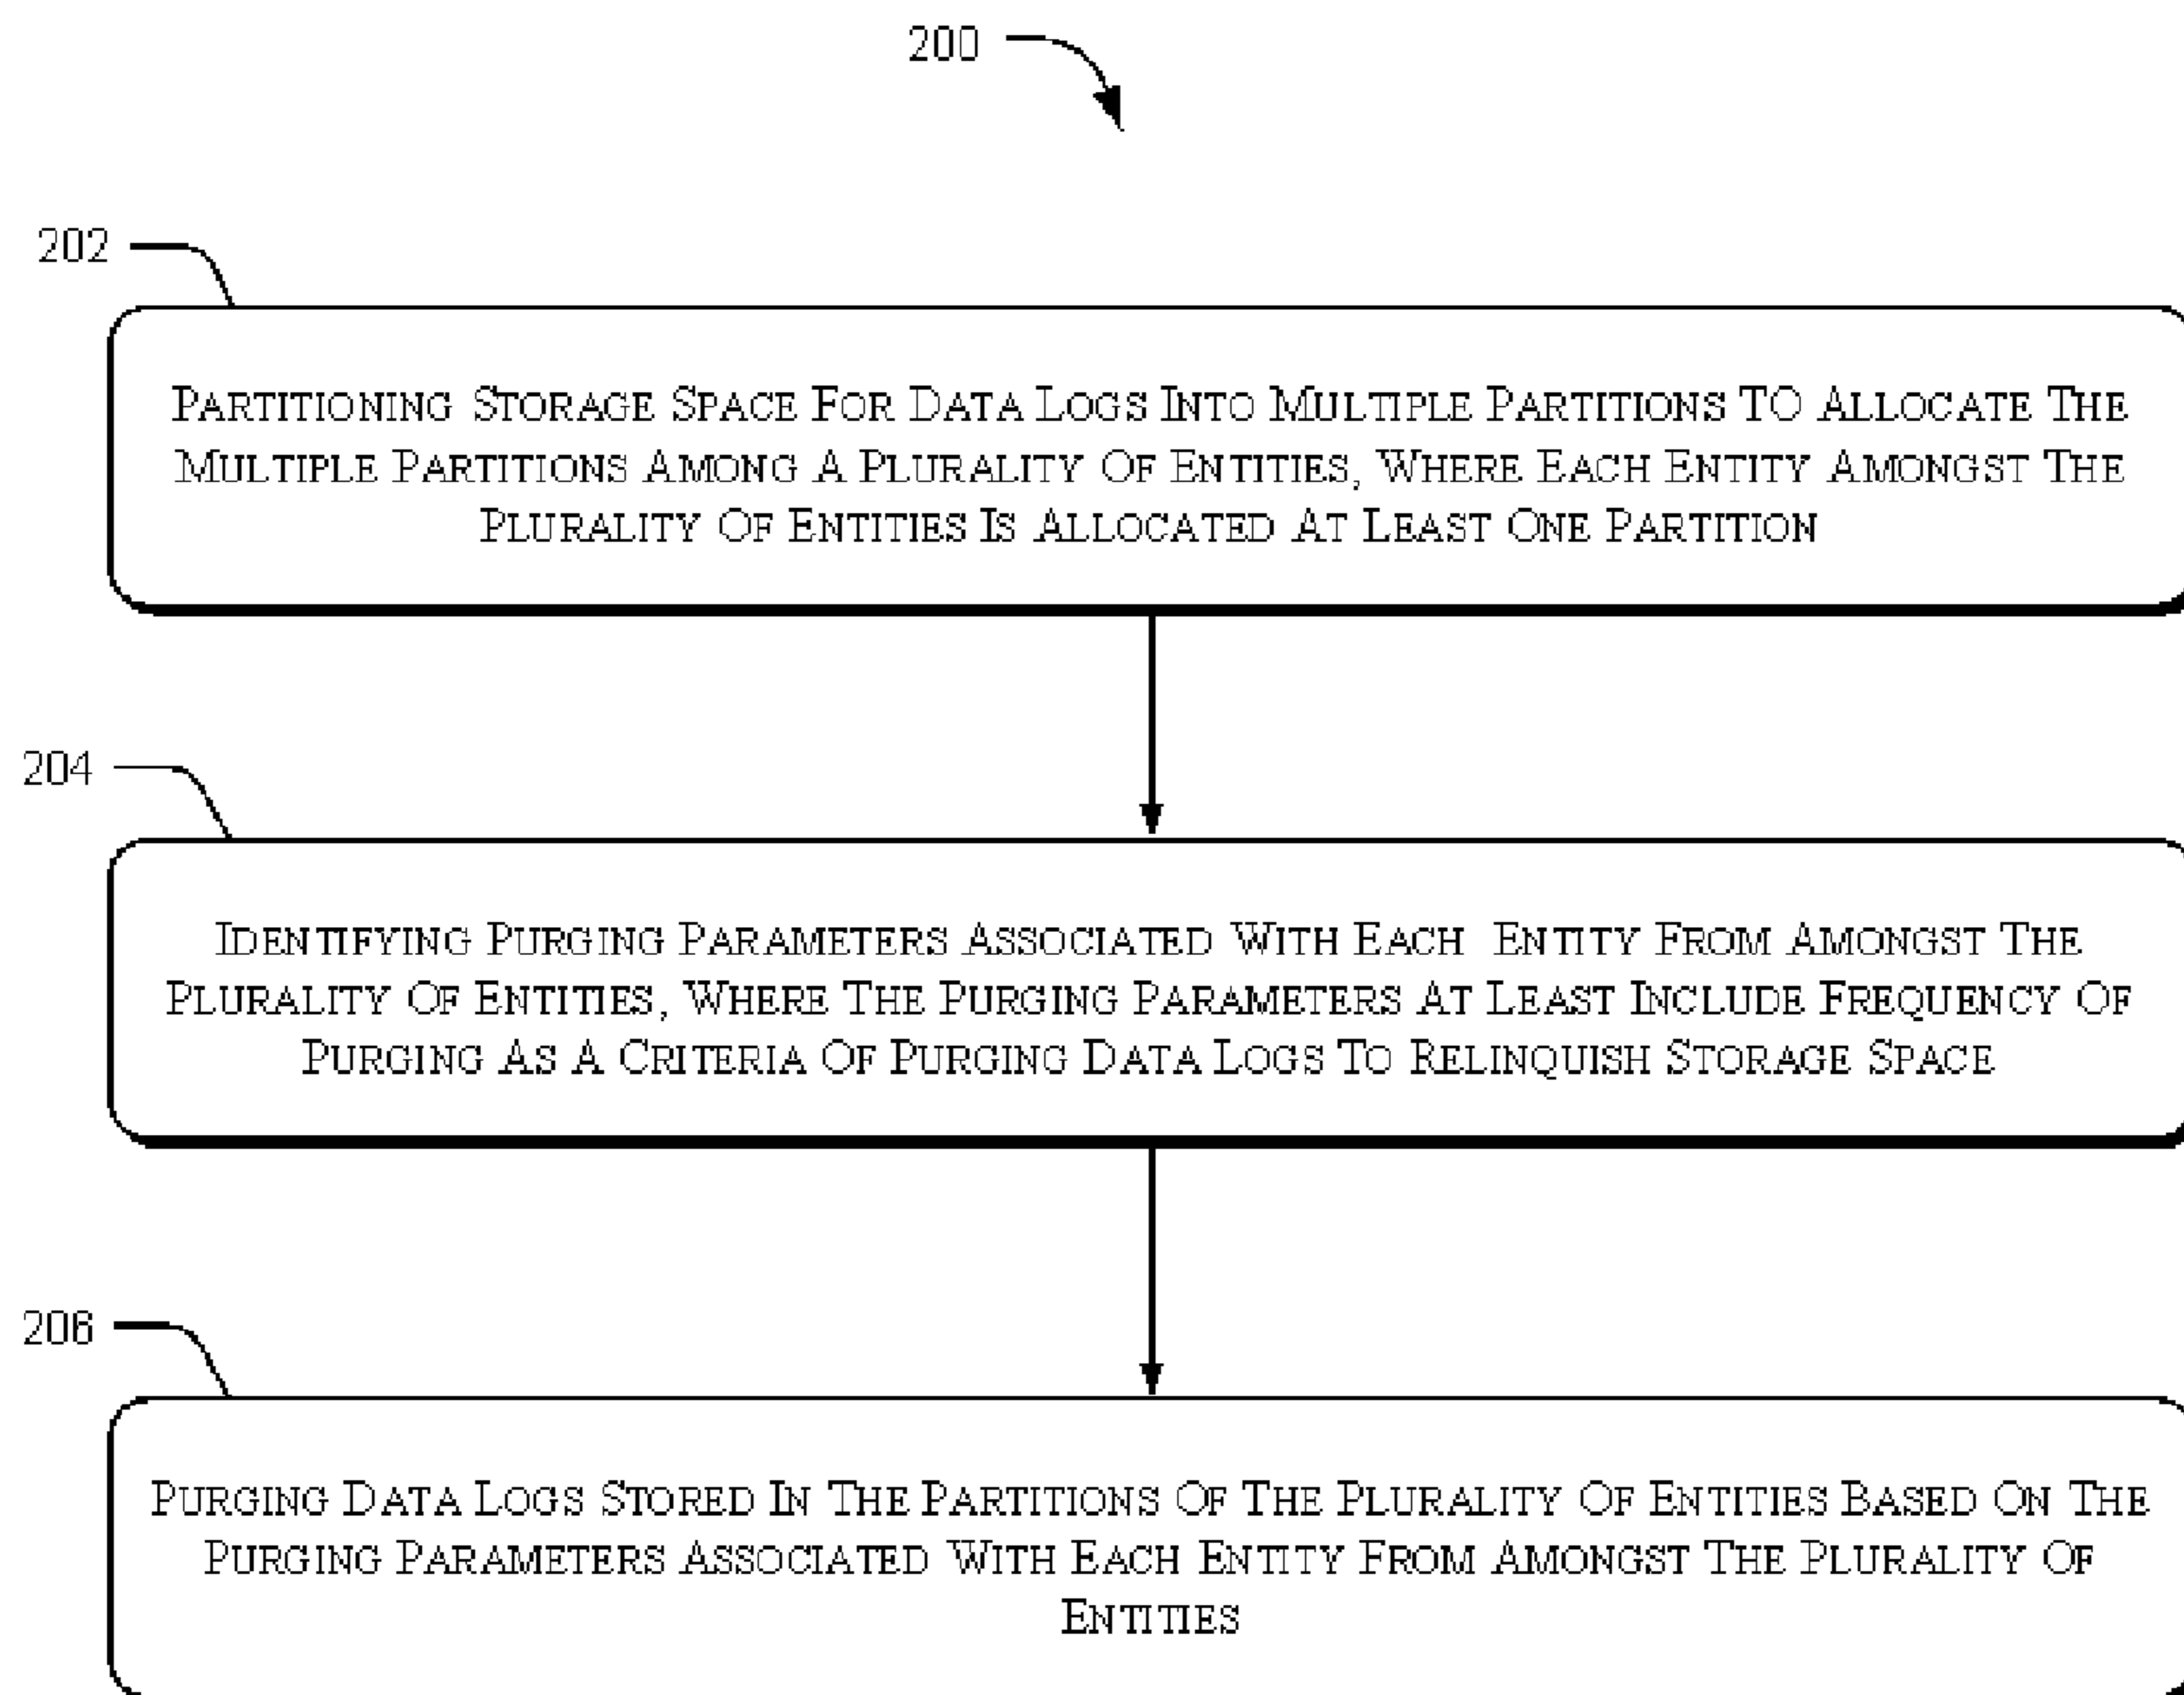 200
202
PARTITIONING STORAGE SPACE FOR DATA LOGS INTO MULTIPLE PARTITIONS TO ALLOCATE THE
MULTIPLE PARTITIONS AMONG A PLURALITY OF ENTITIES, WHERE EACH ENTITY AMONGST THE
PLURALITY OF ENTITIES IS ALLOCATED AT LEAST ONE PARTITION
204
IDENTIFYING PURGING PARAMETERS ASSOCIATED WITH EACH ENTITY FROM AMONGST THE
PLURALITY OF ENTITIES, WHERE THE PURGING PARAMETERS AT LEAST INCLUDE FREQUENCY OF
PURGING AS A CRITERIA OF PURGING DATA LOGS TO RELINQUISH STORAGE SPACE
206
PURGING DATA LOGS STORED IN THE PARTITIONS OF THE PLURALITY OF ENTITIES BASED ON THE
PURGING PARAMETERS ASSOCIATED WITH EACH ENTITY FROM AMONGST THE PLURALITY OF
ENTITIES